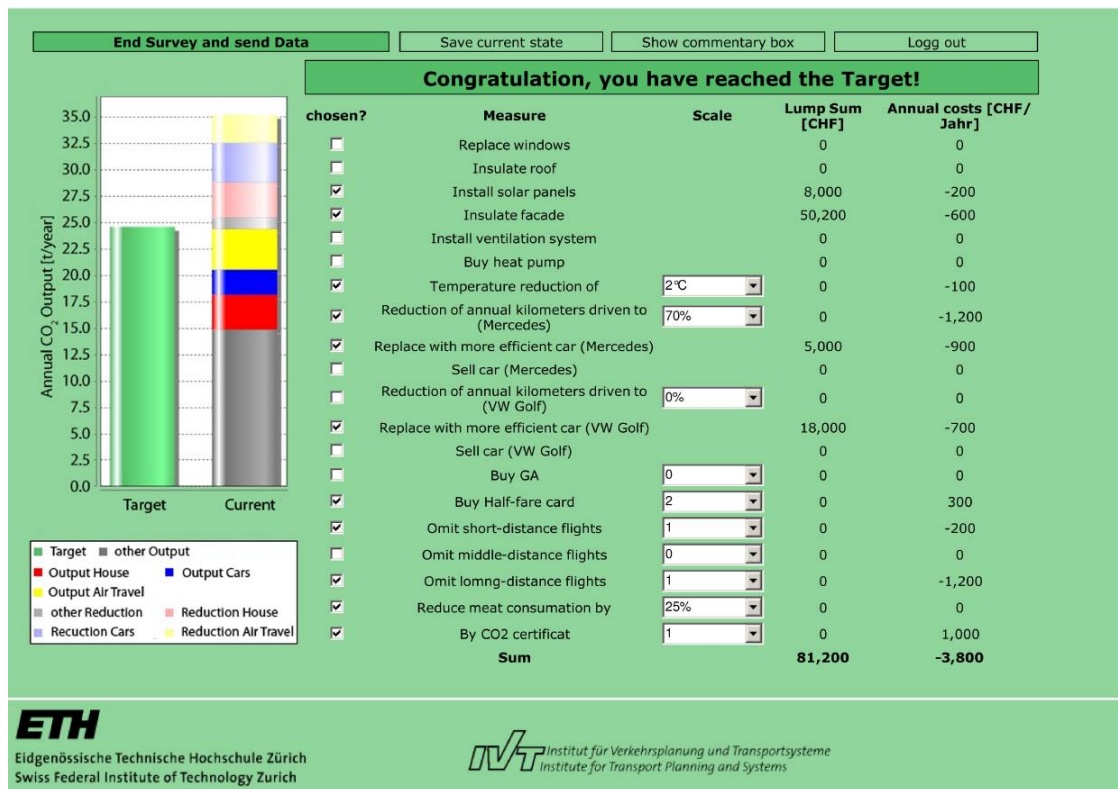 End Survey and send Data
Save current state
Show commentary box
Logg out
Congratulation, you have reached the Target!
Annual CO2 Output [t/year]
35.0
32.5
30.0
27.5
25.0
22.5
20.0
17.5
15.0
12.5
10.0
7.5
5.0
2.5
0.0
Target Current
Target other Output
Output House Output Cars
Output Air Travel
other Reduction Reduction House
Recuction Cars Reduction Air Travel
chosen? Measure Scale Lump Sum [CHF] Annual costs [CHF/ Jahr]
Replace windows 0 0
Insulate roof 0 0
Install solar panels 8,000 -200
Insulate facade 50,200 -600
Install ventilation system 0 0
Buy heat pump 0 0
Temperature reduction of 2°C 0 -100
Reduction of annual kilometers driven to
(Mercedes) 70% 0 -1,200
Replace with more efficient car (Mercedes) 5,000 -900
Sell car (Mercedes) 0 0
Reduction of annual kilometers driven to
(VW Golf) 0% 0 0
Replace with more efficient car (VW Golf) 18,000 -700
Sell car (VW Golf) 0 0
Buy GA 0 0 0
Buy Half-fare card 2 0 300
Omit short-distance flights 1 0 -200
Omit middle-distance flights 0 0 0
Omit lomng-distance flights 1 0 -1,200
Reduce meat consumation by 25% 0 0
By CO2 certificat 1 0 1,000
Sum 81,200 -3,800
ETH
Eidgenössische Technische Hochschule Zürich
Swiss Federal Institute of Technology Zurich
IVT
Institut für Verkehrsplanung und Transportsysteme
Institute for Transport Planning and Systems